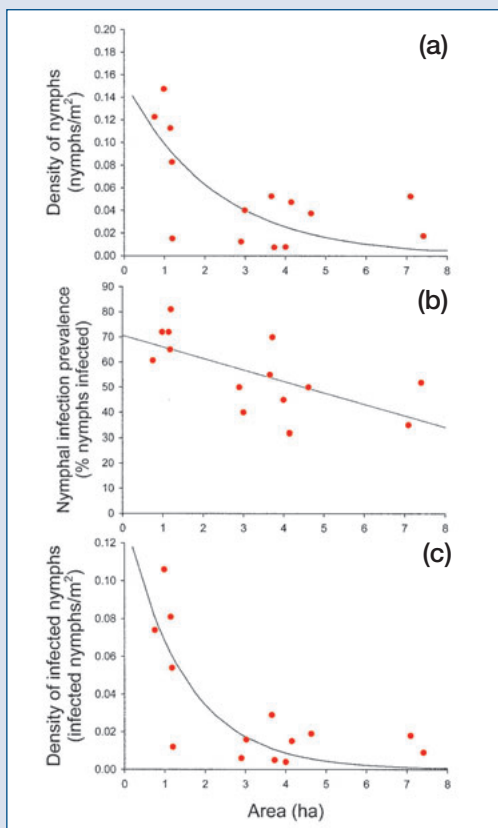 (a)
Density of nymphs
(nymphs/m²)
0.20
0.18
0.16
0.14
0.12
0.10
0.08
0.06
0.04
0.02
0.00
0 1 2 3 4 5 6 7 8
(b)
Nymphal infection prevalence
(% nymphs infected)
90
80
70
60
50
40
30
20
10
0
0 1 2 3 4 5 6 7 8
(c)
Density of infected nymphs
(infected nymphs/m²)
0.12
0.10
0.08
0.06
0.04
0.02
0.00
0 1 2 3 4 5 6 7 8
Area (ha)